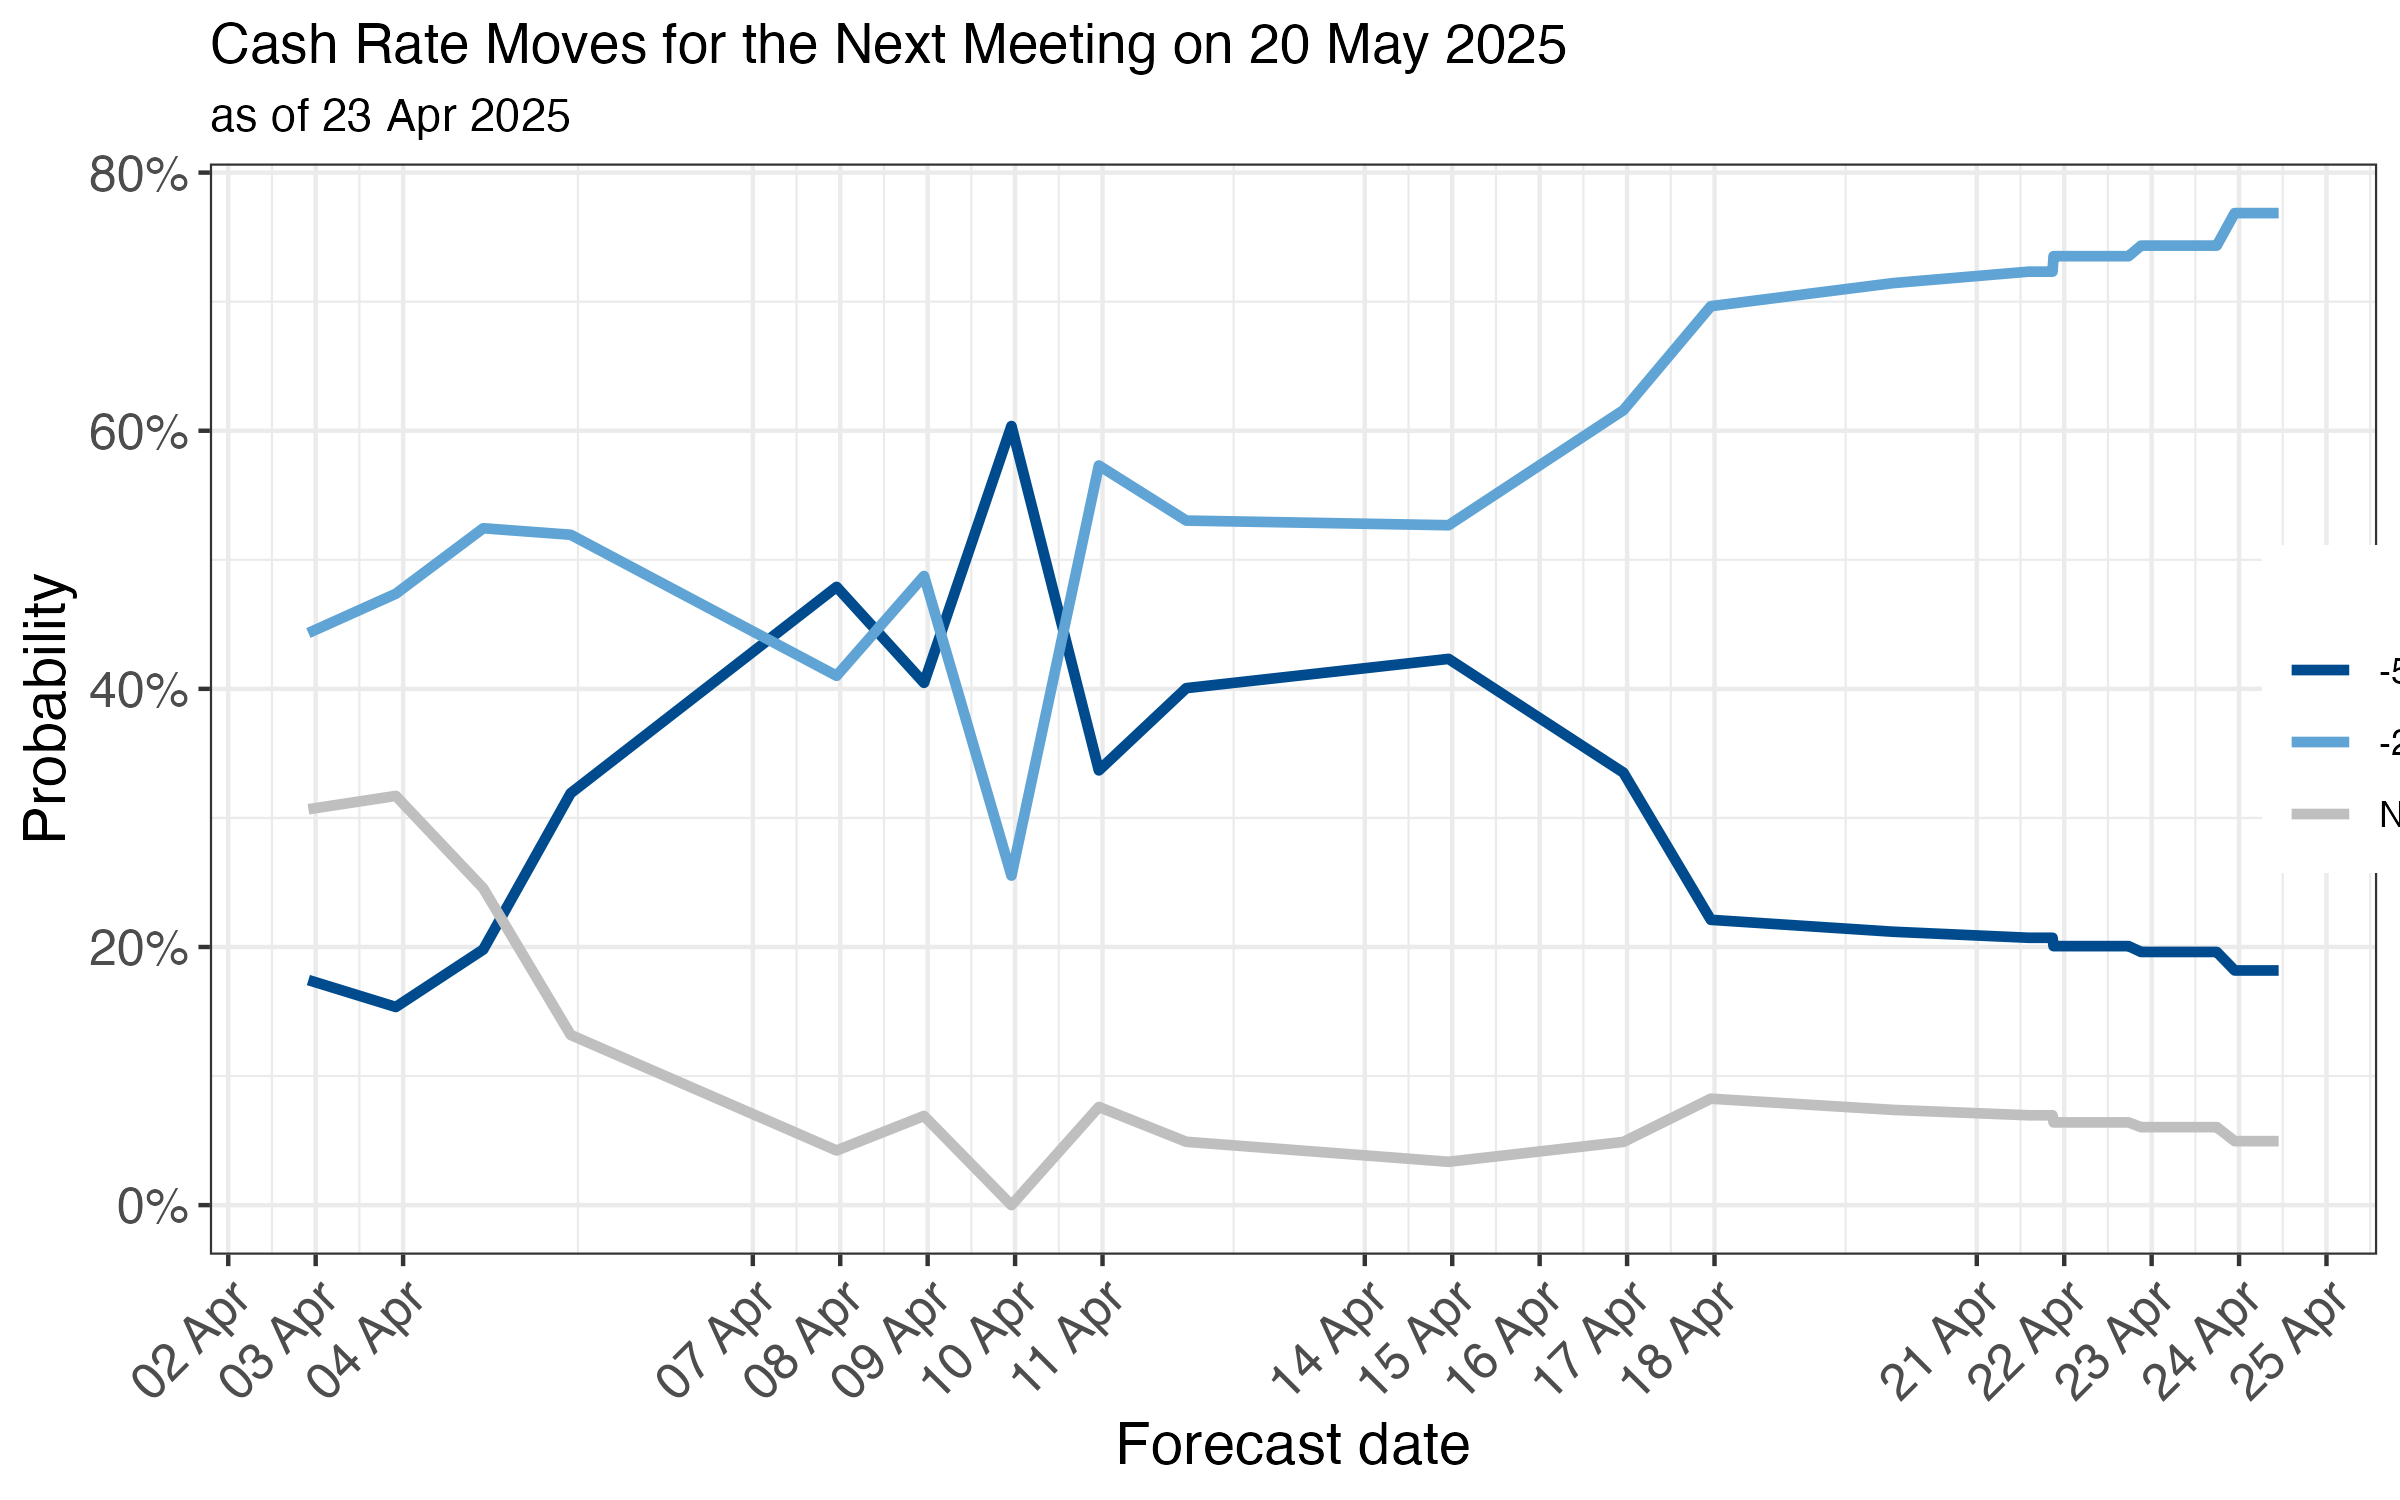 Cash Rate Moves for the Next Meeting on 20 May 2025
as of 23 Apr 2025
80%
60%
40%
20%
0%
Probability
-5
-2
N
02 Apr
03 Apr
04 Apr
07 Apr
08 Apr
09 Apr
10 Apr
11 Apr
14 Apr
15 Apr
16 Apr
17 Apr
18 Apr
21 Apr
22 Apr
23 Apr
24 Apr
25 Apr
Forecast date